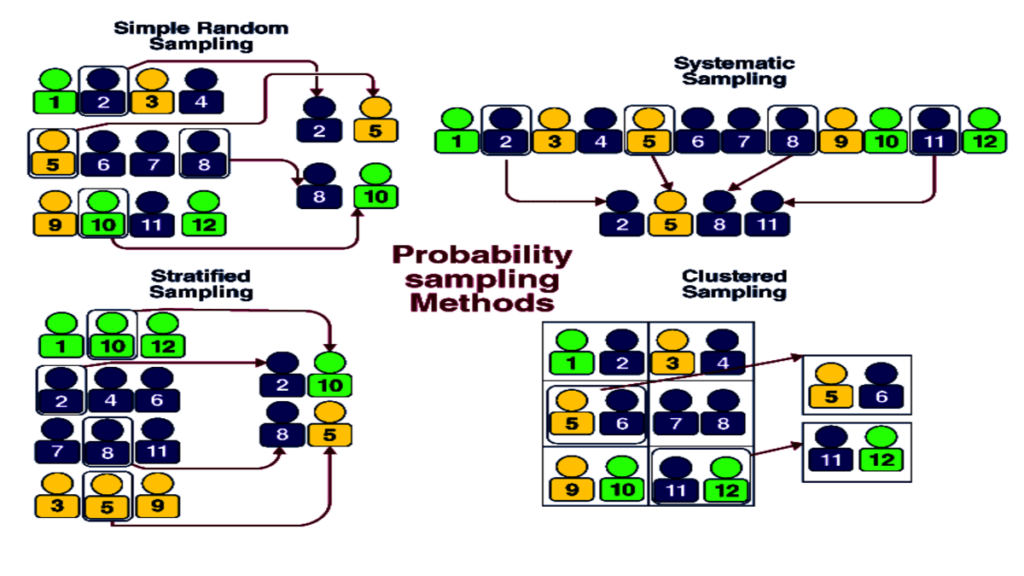 Simple Random
Sampling
1 2 3 4
2 5
5 6 7 8
8 10
9 10 11 12
Systematic
Sampling
1 2 3 4 5 6 7 8 9 10 11 12
2 5 8 11
Probability
sampling
Methods
Stratified
Sampling
1 10 12
2 4 6
2 10
7 8 11
8 5
3 5 9
Clustered
Sampling
1 2 3 4
5 6 7 8
9 10 11 12
5 6
11 12